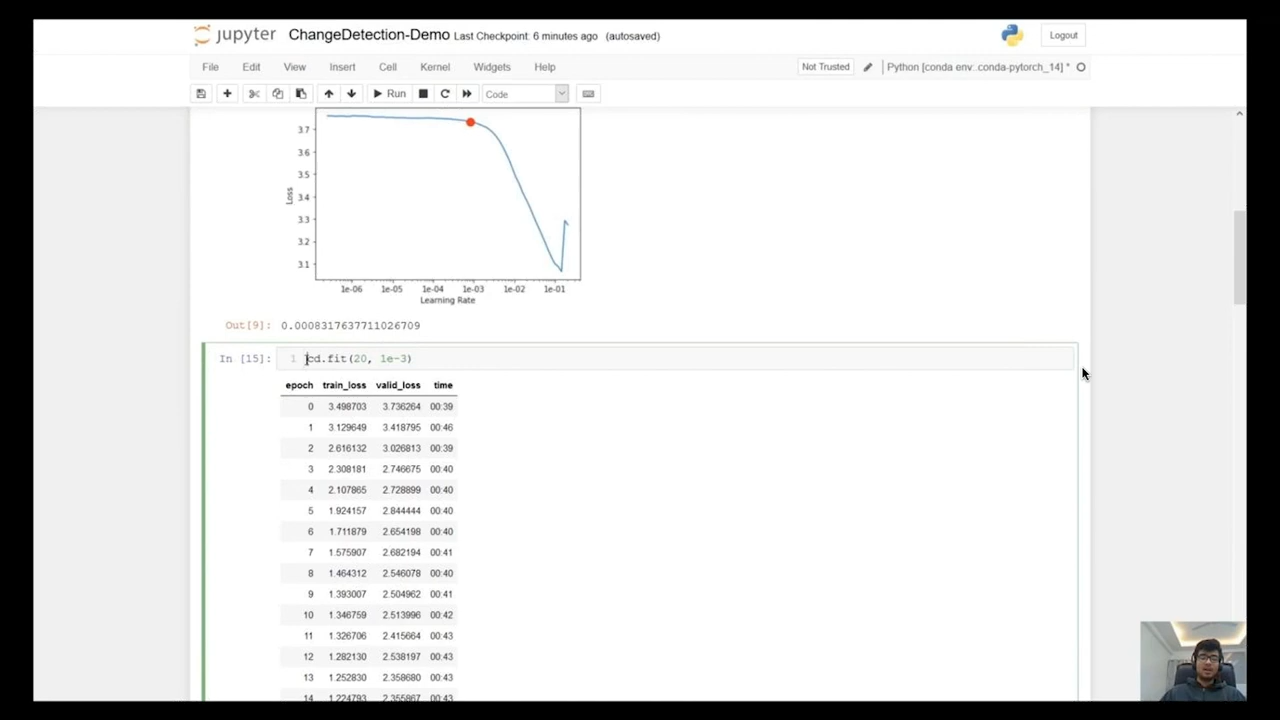 jupyter ChangeDetection-Demo Last Checkpoint: 6 minutes ago (autosaved) Logout
File Edit View Insert Cell Kernel Widgets Help Not Trusted Python [conda env:.conda-pytorch_14] *
Run Code
3.7
3.6
3.5
3.4
3.3
3.2
3.1
Loss
1e-06 1e-05 1e-04 1e-03 1e-02 1e-01
Learning Rate
Out[9]: 0.0008317637711026709
In [15]: 1 cd.fit(20, 1e-3)
epoch train_loss valid_loss time
0 3.498703 3.736264 00:39
1 3.129649 3.418795 00:46
2 2.616132 3.026813 00:39
3 2.308181 2.746675 00:40
4 2.107865 2.728899 00:40
5 1.924157 2.844444 00:40
6 1.711879 2.654198 00:40
7 1.575907 2.682194 00:41
8 1.464312 2.546078 00:40
9 1.393007 2.504962 00:41
10 1.346759 2.513996 00:42
11 1.326706 2.415664 00:43
12 1.282130 2.538197 00:43
13 1.252830 2.358680 00:43
14 1.224793 2.355867 00:43